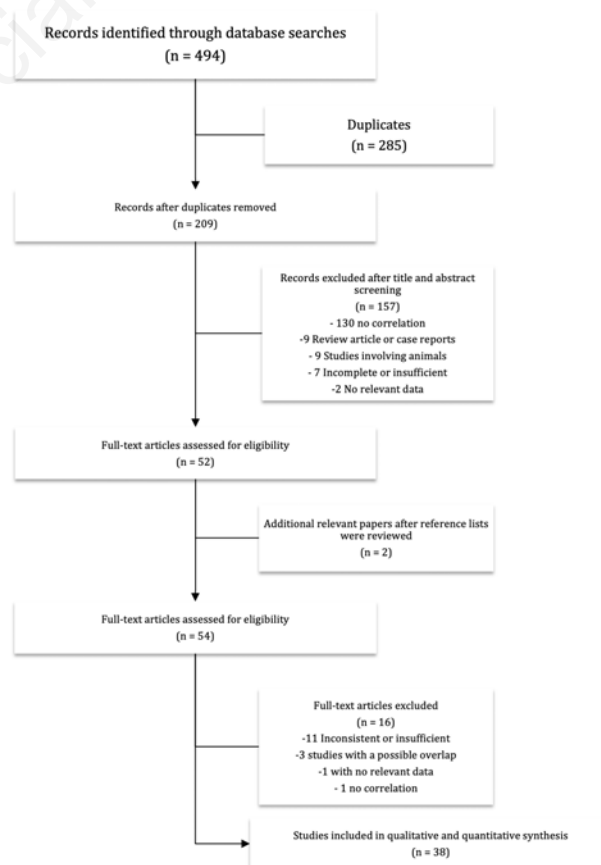 Records identified through database searches
(n = 494)
Duplicates
(n = 285)
Records after duplicates removed
(n = 209)
Records excluded after title and abstract
screening
(n = 157)
- 130 no correlation
-9 Review article or case reports
- 9 Studies involving animals
- 7 Incomplete or insufficient
-2 No relevant data
Full-text articles assessed for eligibility
(n = 52)
Additional relevant papers after reference lists
were reviewed
(n = 2)
Full-text articles assessed for eligibility
(n = 54)
Full-text articles excluded
(n = 16)
-11 Inconsistent or insufficient
-3 studies with a possible overlap
-1 with no relevant data
- 1 no correlation
Studies included in qualitative and quantitative synthesis
(n = 38)